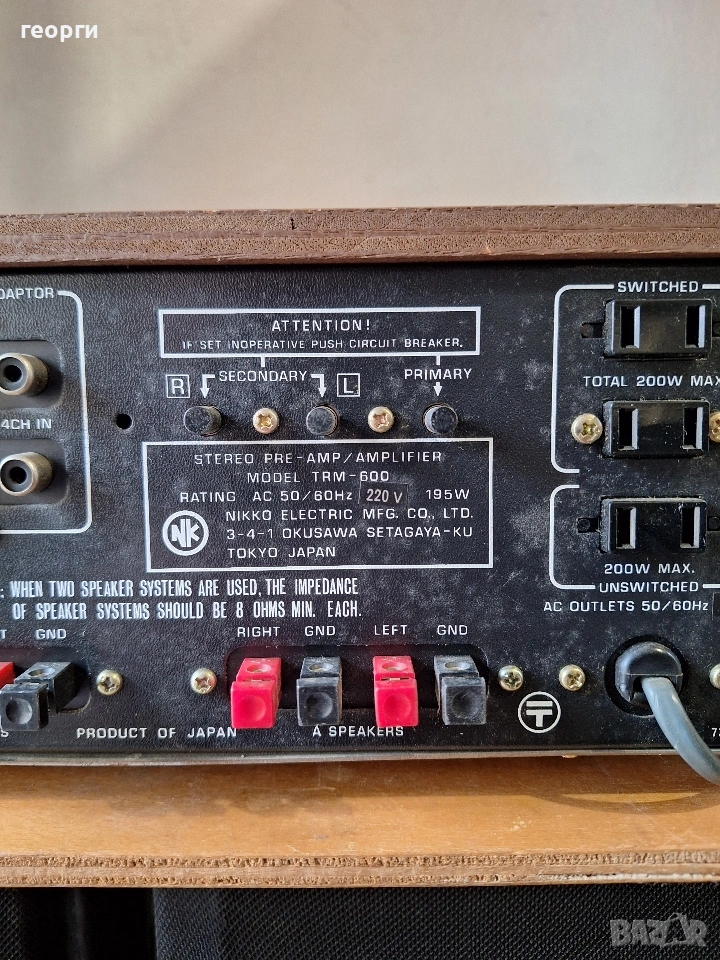 георги
DAPTOR
4CH IN
ATTENTION!
IF SET INOPERATIVE PUSH CIRCUIT BREAKER.
R SECONDARY L PRIMARY
STEREO PRE-AMP/AMPLIFIER
MODEL TRM-600
RATING AC 50/60Hz 220 V 195W
NK
NIKKO ELECTRIC MFG. CO., LTD.
3-4-1 OKUSAWA SETAGAYA-KU
TOKYO JAPAN
SWITCHED
TOTAL 200W MAX
200W MAX.
UNSWITCHED
AC OUTLETS 50/60Hz
: WHEN TWO SPEAKER SYSTEMS ARE USED, THE IMPEDANCE
OF SPEAKER SYSTEMS SHOULD BE 8 OHMS MIN. EACH.
T GND RIGHT GND LEFT GND
S PRODUCT OF JAPAN A SPEAKERS
BAZAR